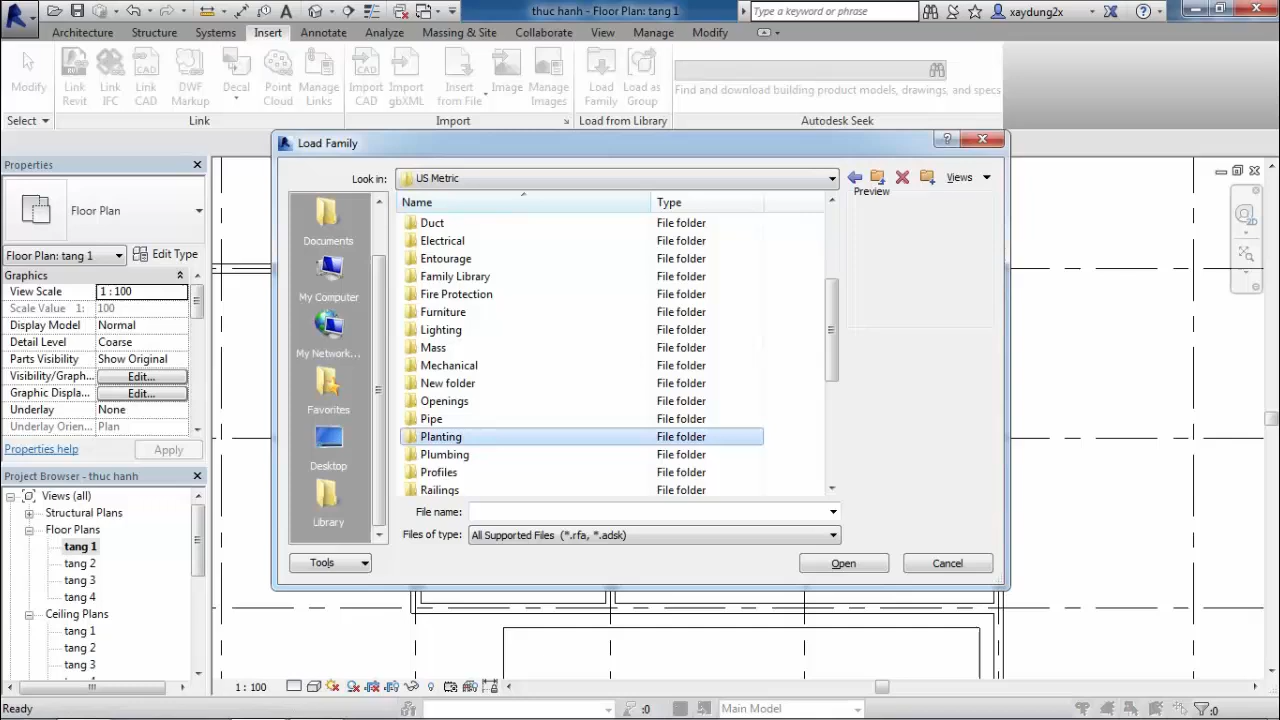 thuc hanh - Floor Plan: tang 1
Type a keyword or phrase
xaydung2x
Architecture Structure Systems Insert Annotate Analyze Massing & Site Collaborate View Manage Modify
Modify
Link Revit
Link IFC
Link CAD
DWF Markup
Decal
Point Cloud
Manage Links
Import CAD
Import gbXML
Insert from File
Image
Manage Images
Load Family
Load as Group
Find and download building product models, drawings, and specs
Select
Link
Import
Load from Library
Autodesk Seek
Properties
Floor Plan
Floor Plan: tang 1
Edit Type
Graphics
View Scale 1 : 100
Scale Value 1: 100
Display Model Normal
Detail Level Coarse
Parts Visibility Show Original
Visibility/Graph... Edit...
Graphic Displa... Edit...
Underlay None
Underlay Orien... Plan
Properties help
Apply
Project Browser - thuc hanh
Views (all)
Structural Plans
Floor Plans
tang 1
tang 2
tang 3
tang 4
Ceiling Plans
tang 1
tang 2
tang 3
Load Family
Look in: US Metric
Views
Preview
Documents
My Computer
My Network...
Favorites
Desktop
Library
Name Type
Duct File folder
Electrical File folder
Entourage File folder
Family Library File folder
Fire Protection File folder
Furniture File folder
Lighting File folder
Mass File folder
Mechanical File folder
New folder File folder
Openings File folder
Pipe File folder
Planting File folder
Plumbing File folder
Profiles File folder
Railings File folder
File name:
Files of type: All Supported Files (*.rfa, *.adsk)
Tools
Open
Cancel
2D
1 : 100
Ready
:0
Main Model
:0